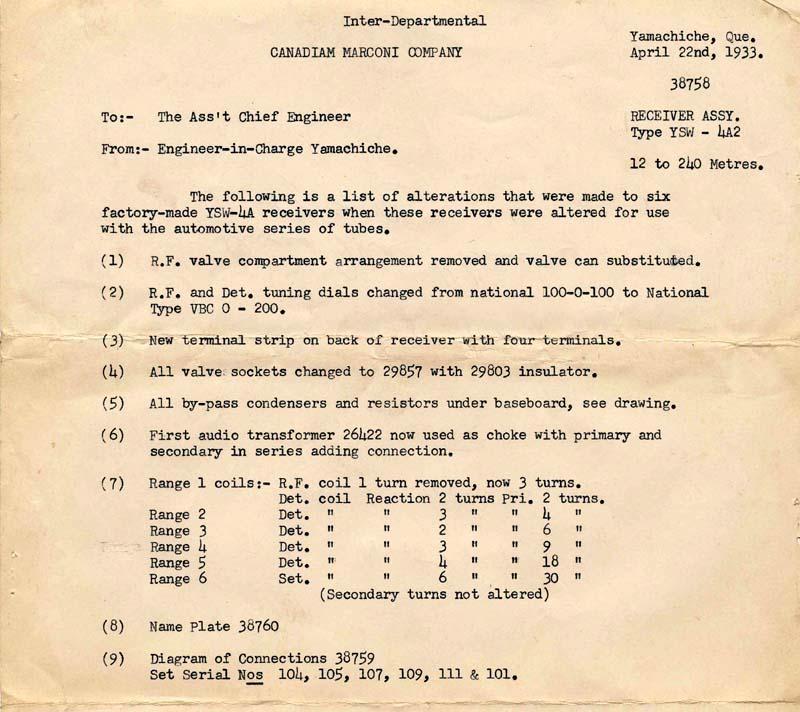 Inter-Departmental
Yamachiche, Que.
CANADIAM MARCONI COMPANY
April 22nd, 1933.
38758
To:- The Ass't Chief Engineer
RECEIVER ASSY.
Type YSW - 4A2
From:- Engineer-in-Charge Yamachiche.
12 to 240 Metres.
The following is a list of alterations that were made to six
factory-made YSW-4A receivers when these receivers were altered for use
with the automotive series of tubes.
(1) R.F. valve compartment arrangement removed and valve can substituted.
(2) R.F. and Det. tuning dials changed from national 100-0-100 to National
Type VBC 0 - 200.
(3) New terminal strip on back of receiver with four terminals.
(4) All valve sockets changed to 29857 with 29803 insulator.
(5) All by-pass condensers and resistors under baseboard, see drawing.
(6) First audio transformer 26422 now used as choke with primary and
secondary in series adding connection.
(7) Range 1 coils:- R.F. coil 1 turn removed, now 3 turns.
Det. coil Reaction 2 turns Pri. 2 turns.
Range 2 Det. " " 3 " " 4 "
Range 3 Det. " " 2 " " 6 "
Range 4 Det. " " 3 " " 9 "
Range 5 Det. " " 4 " " 18 "
Range 6 Set. " " 6 " " 30 "
(Secondary turns not altered)
(8) Name Plate 38760
(9) Diagram of Connections 38759
Set Serial Nos 104, 105, 107, 109, 111 & 101.